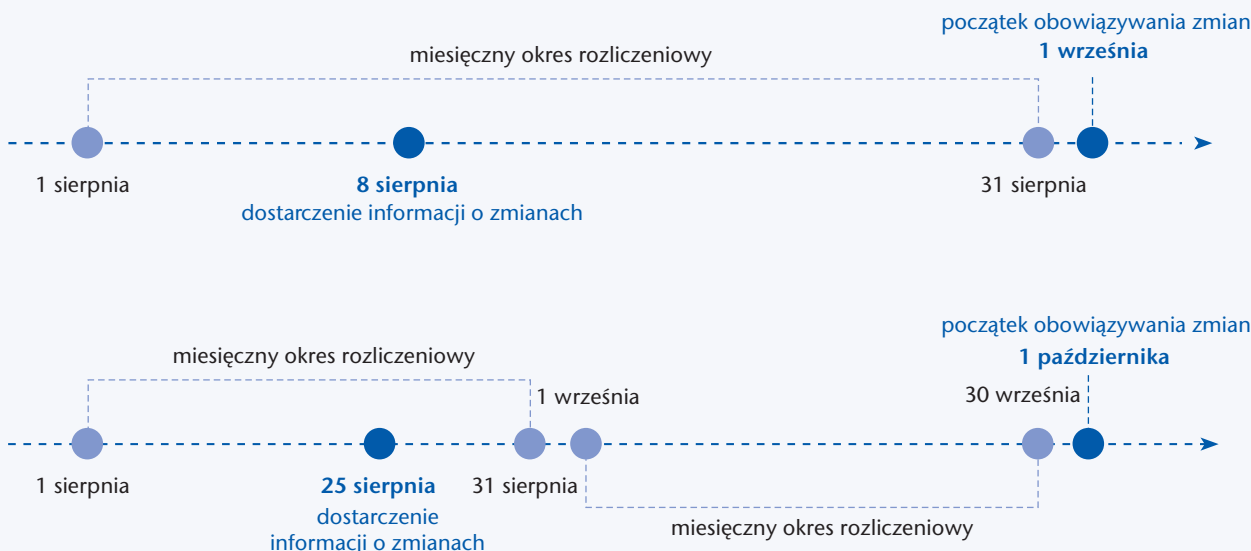 początek obowiązywania zmian
1 września
miesięczny okres rozliczeniowy
1 sierpnia
8 sierpnia
dostarczenie informacji o zmianach
31 sierpnia
początek obowiązywania zmian
1 października
miesięczny okres rozliczeniowy
1 września
30 września
1 sierpnia
25 sierpnia
dostarczenie
informacji o zmianach
31 sierpnia
miesięczny okres rozliczeniowy